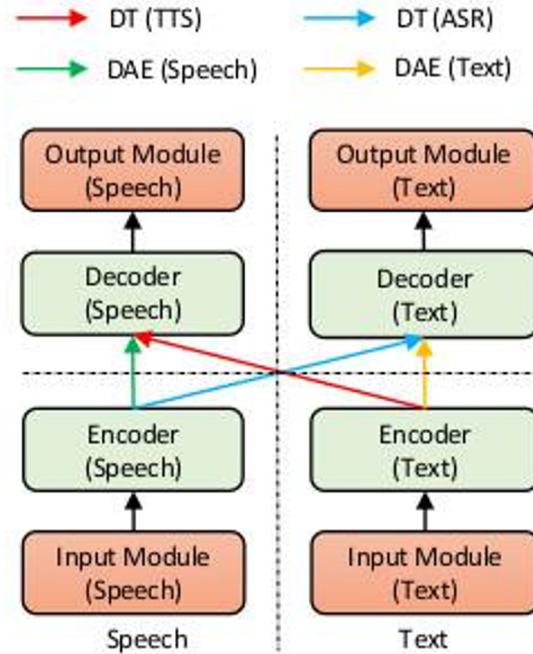 DT (TTS)
DT (ASR)
DAE (Speech)
DAE (Text)
Output Module
(Speech)
Output Module
(Text)
Decoder
(Speech)
Decoder
(Text)
Encoder
(Speech)
Encoder
(Text)
Input Module
(Speech)
Input Module
(Text)
Speech
Text